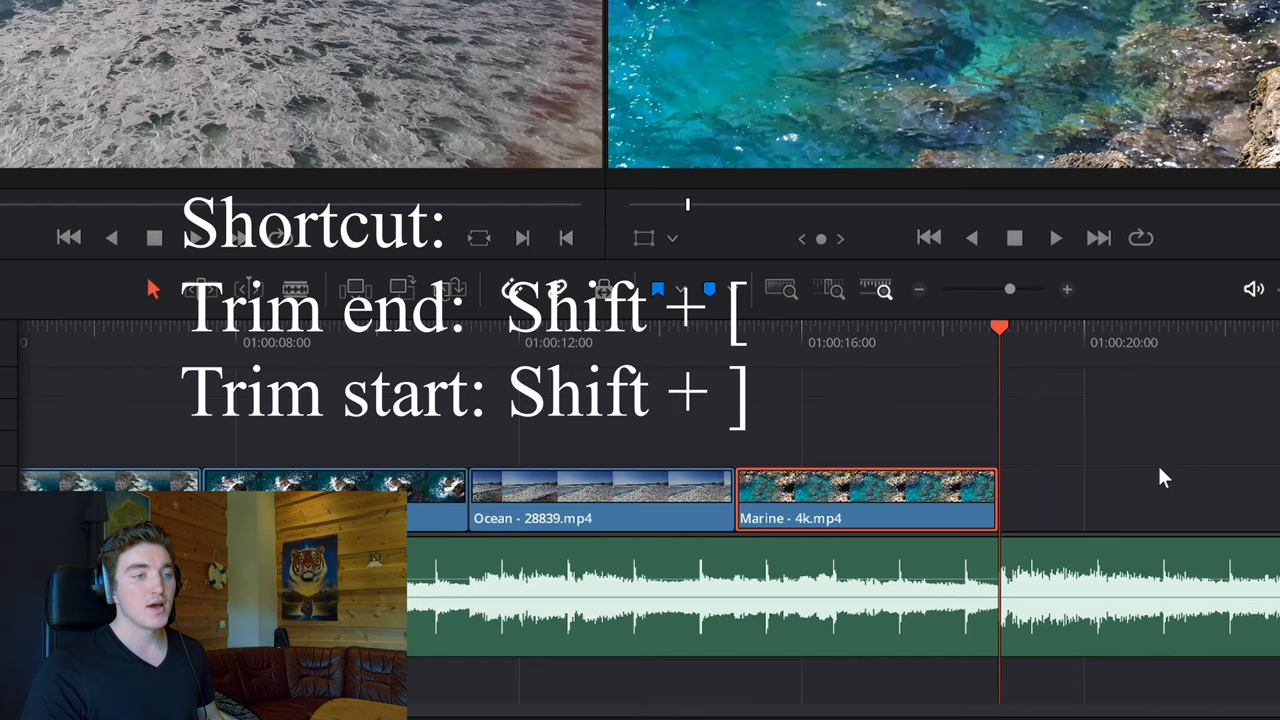 Shortcut:
Trim end: Shift + [
Trim start: Shift + ]
0
01:00:08:00
01:00:12:00
01:00:16:00
01:00:20:00
Ocean - 28839.mp4
Marine - 4k.mp4